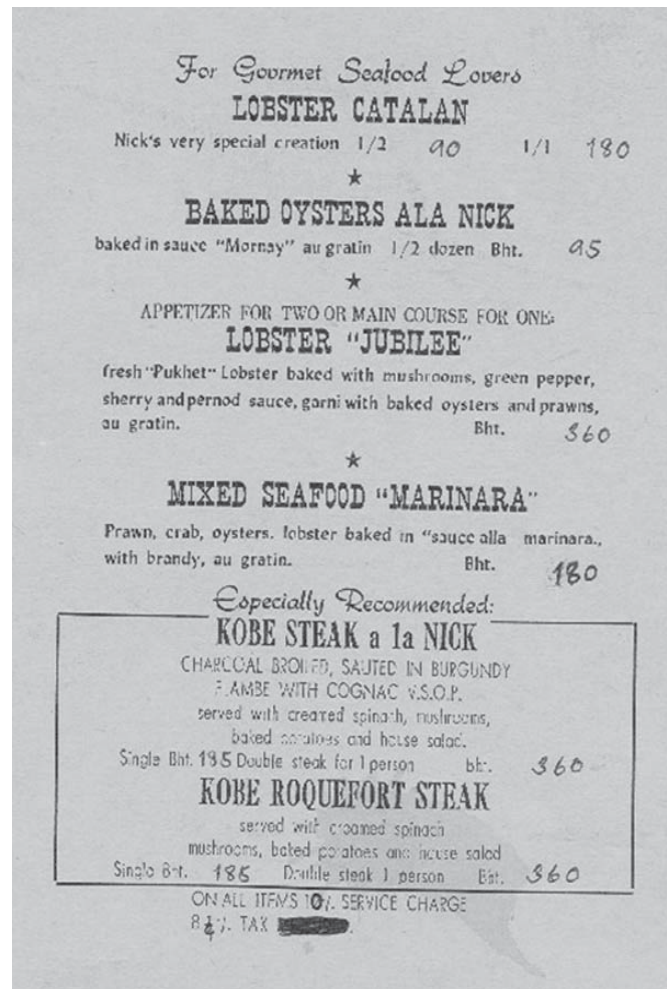 For Gourmet Seafood Lovers
LOBSTER CATALAN
Nick's very special creation 1/2 90 1/1 180
★
BAKED OYSTERS ALA NICK
baked in sauce "Mornay" au gratin 1/2 dozen Bht. 95
★
APPETIZER FOR TWO OR MAIN COURSE FOR ONE:
LOBSTER "JUBILEE"
fresh "Pukhet" Lobster baked with mushrooms, green pepper,
sherry and pernod sauce, garni with baked oysters and prawns,
au gratin. Bht. 360
★
MIXED SEAFOOD "MARINARA"
Prawn, crab, oysters. lobster baked in "sauce alla marinara.,
with brandy, au gratin. Bht. 180
Especially Recommended:
KOBE STEAK a la NICK
CHARCOAL BROILED, SAUTED IN BURGUNDY
FLAMBE WITH COGNAC V.S.O.P.
served with creamed spinach, mushrooms,
baked potatoes and house salad.
Single Bht. 185 Double steak for 1 person bht. 360
KOBE ROQUEFORT STEAK
served with creamed spinach
mushrooms, baked potatoes and house salad
Single Bht. 185 Double steak 1 person Bht. 360
ON ALL ITEMS 10% SERVICE CHARGE
8¼% TAX